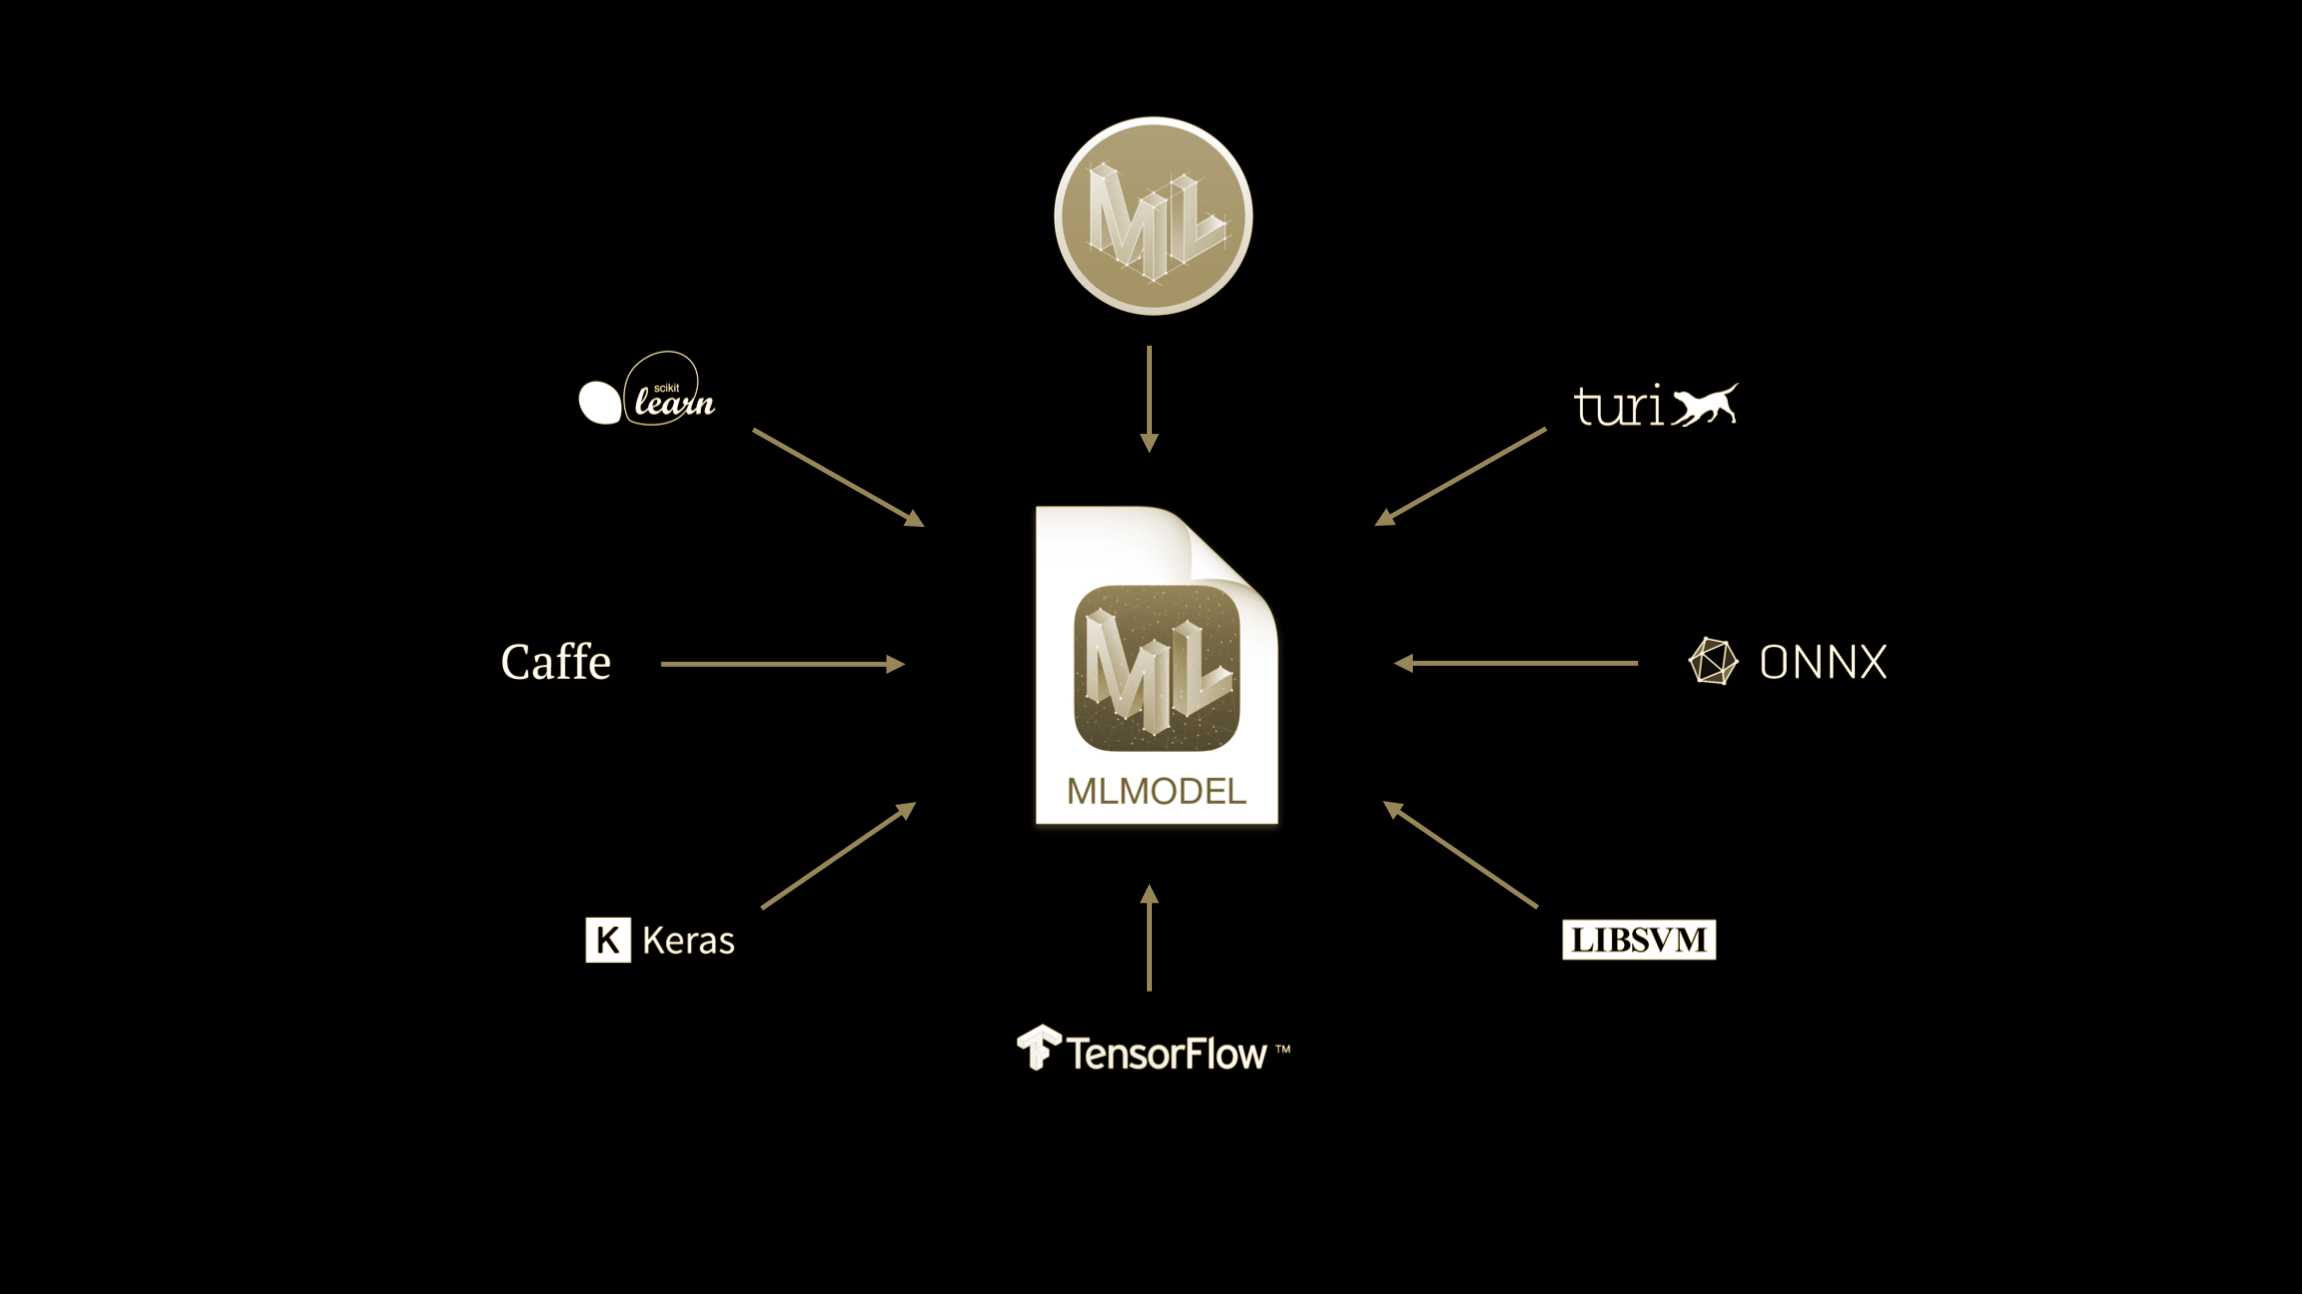 ML
scikit
learn
turi
Caffe
ML
MLMODEL
ONNX
K Keras
LIBSVM
TensorFlow™